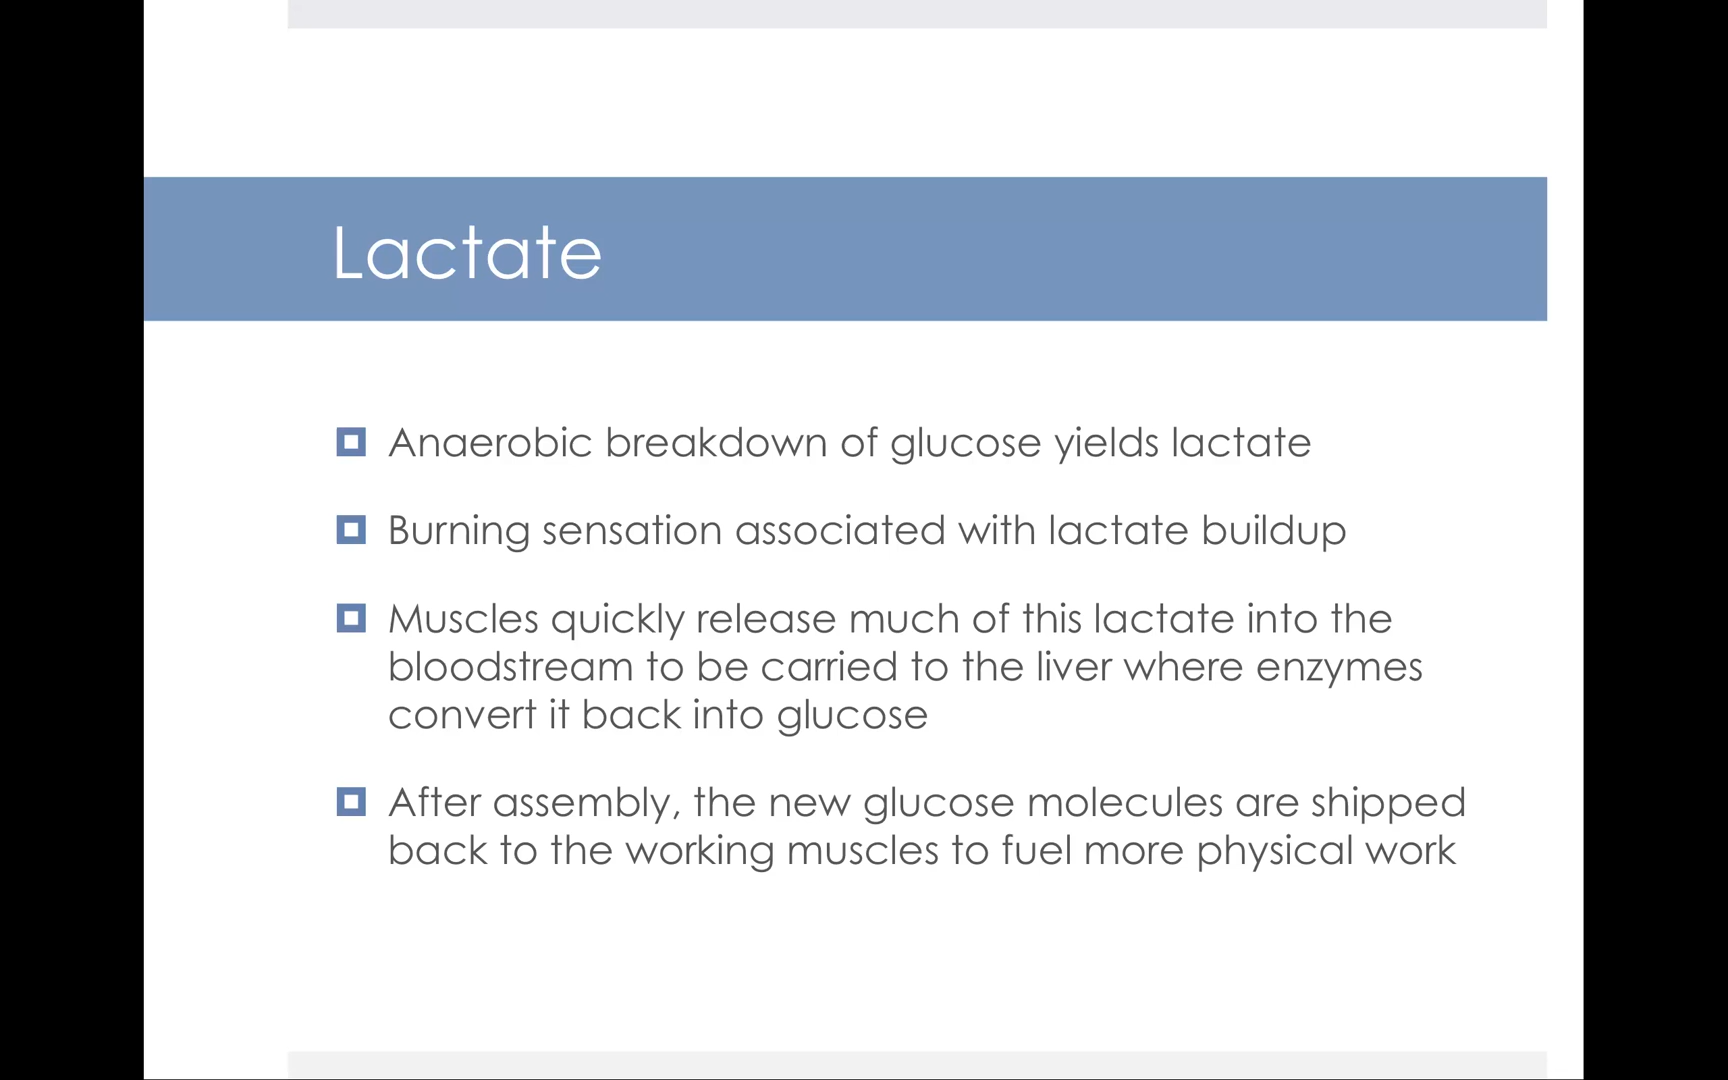 Lactate
Anaerobic breakdown of glucose yields lactate
Burning sensation associated with lactate buildup
Muscles quickly release much of this lactate into the
bloodstream to be carried to the liver where enzymes
convert it back into glucose
After assembly, the new glucose molecules are shipped
back to the working muscles to fuel more physical work